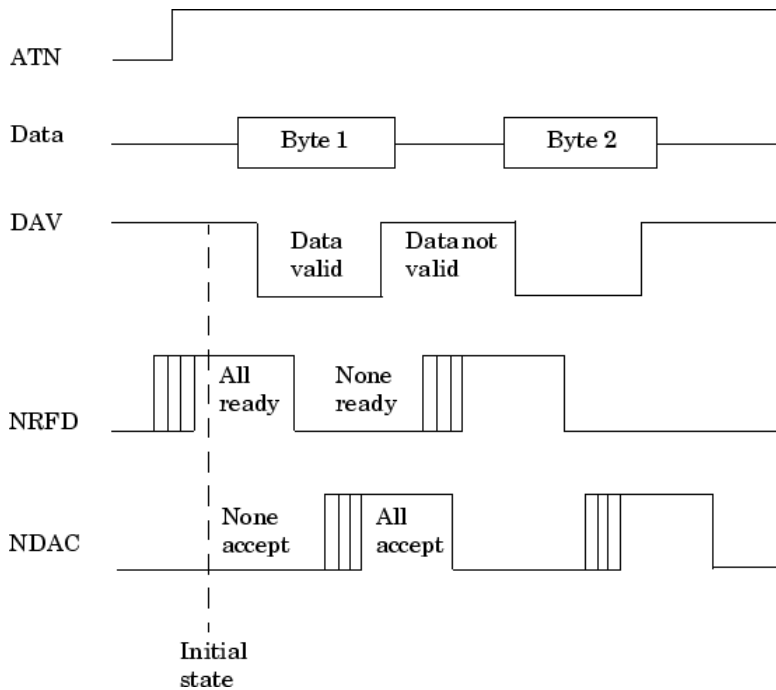 ATN
Data
Byte 1
Byte 2
DAV
Data
valid
Data not
valid
NRFD
All
ready
None
ready
NDAC
None
accept
All
accept
Initial
state